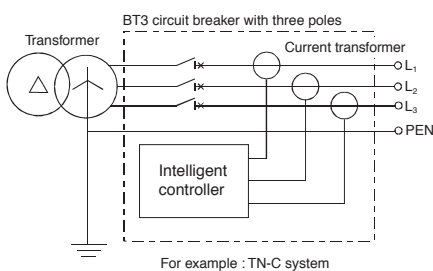 BT3 circuit breaker with three poles
Transformer
Current transformer
L₁
L₂
L₃
PEN
Intelligent
controller
For example : TN-C system